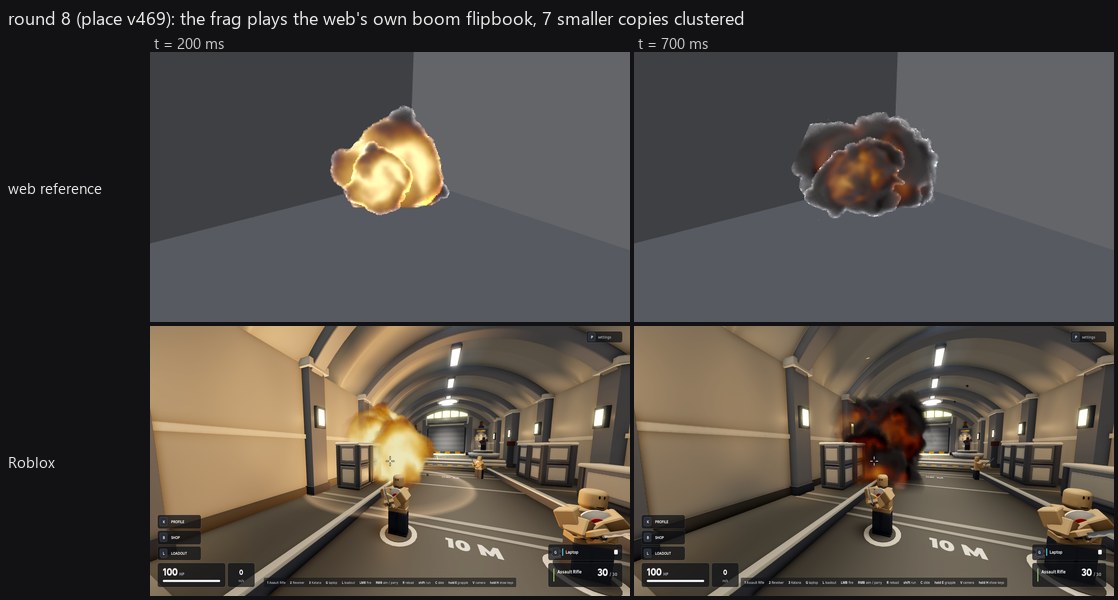 round 8 (place v469): the frag plays the web's own boom flipbook, 7 smaller copies clustered
t = 200 ms
t = 700 ms
web reference
Roblox
settings
settings
10 M
10 M
PROFILE
SHOP
LOADOUT
100 HP
0
Laptop
Assault Rifle
30
PROFILE
SHOP
LOADOUT
100 HP
0
Laptop
Assault Rifle
30